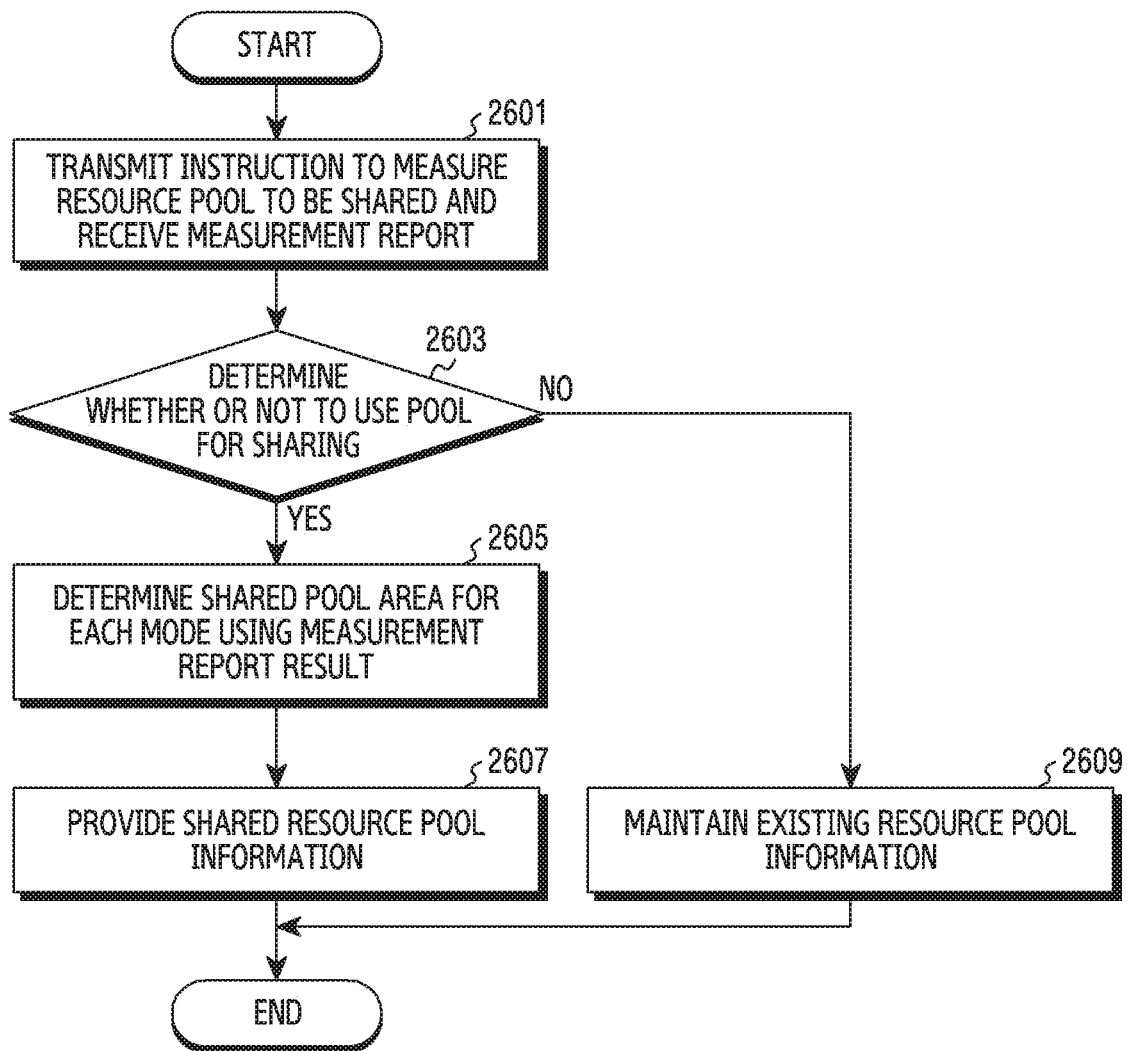 START
2601
TRANSMIT INSTRUCTION TO MEASURE
RESOURCE POOL TO BE SHARED AND
RECEIVE MEASUREMENT REPORT
2603
DETERMINE
WHETHER OR NOT TO USE POOL
FOR SHARING
NO
YES
2605
DETERMINE SHARED POOL AREA FOR
EACH MODE USING MEASUREMENT
REPORT RESULT
2607
PROVIDE SHARED RESOURCE POOL
INFORMATION
2609
MAINTAIN EXISTING RESOURCE POOL
INFORMATION
END